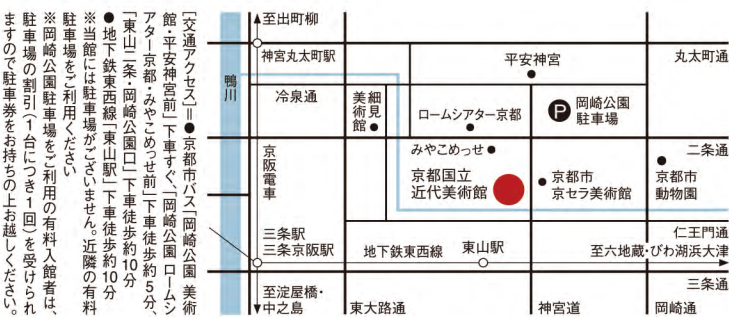 [交通アクセス]=●京都市バス「岡崎公園 美術
館・平安神宮前」下車すぐ、「岡崎公園 ロームシ
アター京都・みやこめっせ前」下車徒歩約5分、
「東山二条・岡崎公園口」下車徒歩約10分
●地下鉄東西線「東山駅」下車徒歩約10分
※当館には駐車場がございません。近隣の有料
駐車場をご利用ください
※岡崎公園駐車場をご利用の有料入館者は、
駐車場の割引(1台につき1回)を受けられ
ますので駐車券をお持ちの上お越しください。
至出町柳
神宮丸太町駅
平安神宮
丸太町通
鴨川
冷泉通
細見
美術館
ロームシアター京都
P
岡崎公園
駐車場
みやこめっせ
二条通
京阪電車
京都国立
近代美術館
京都市
京セラ美術館
京都市
動物園
仁王門通
三条駅
三条京阪駅
地下鉄東西線
東山駅
至六地蔵・びわ湖浜大津
三条通
至淀屋橋・
中之島
東大路通
神宮道
岡崎通